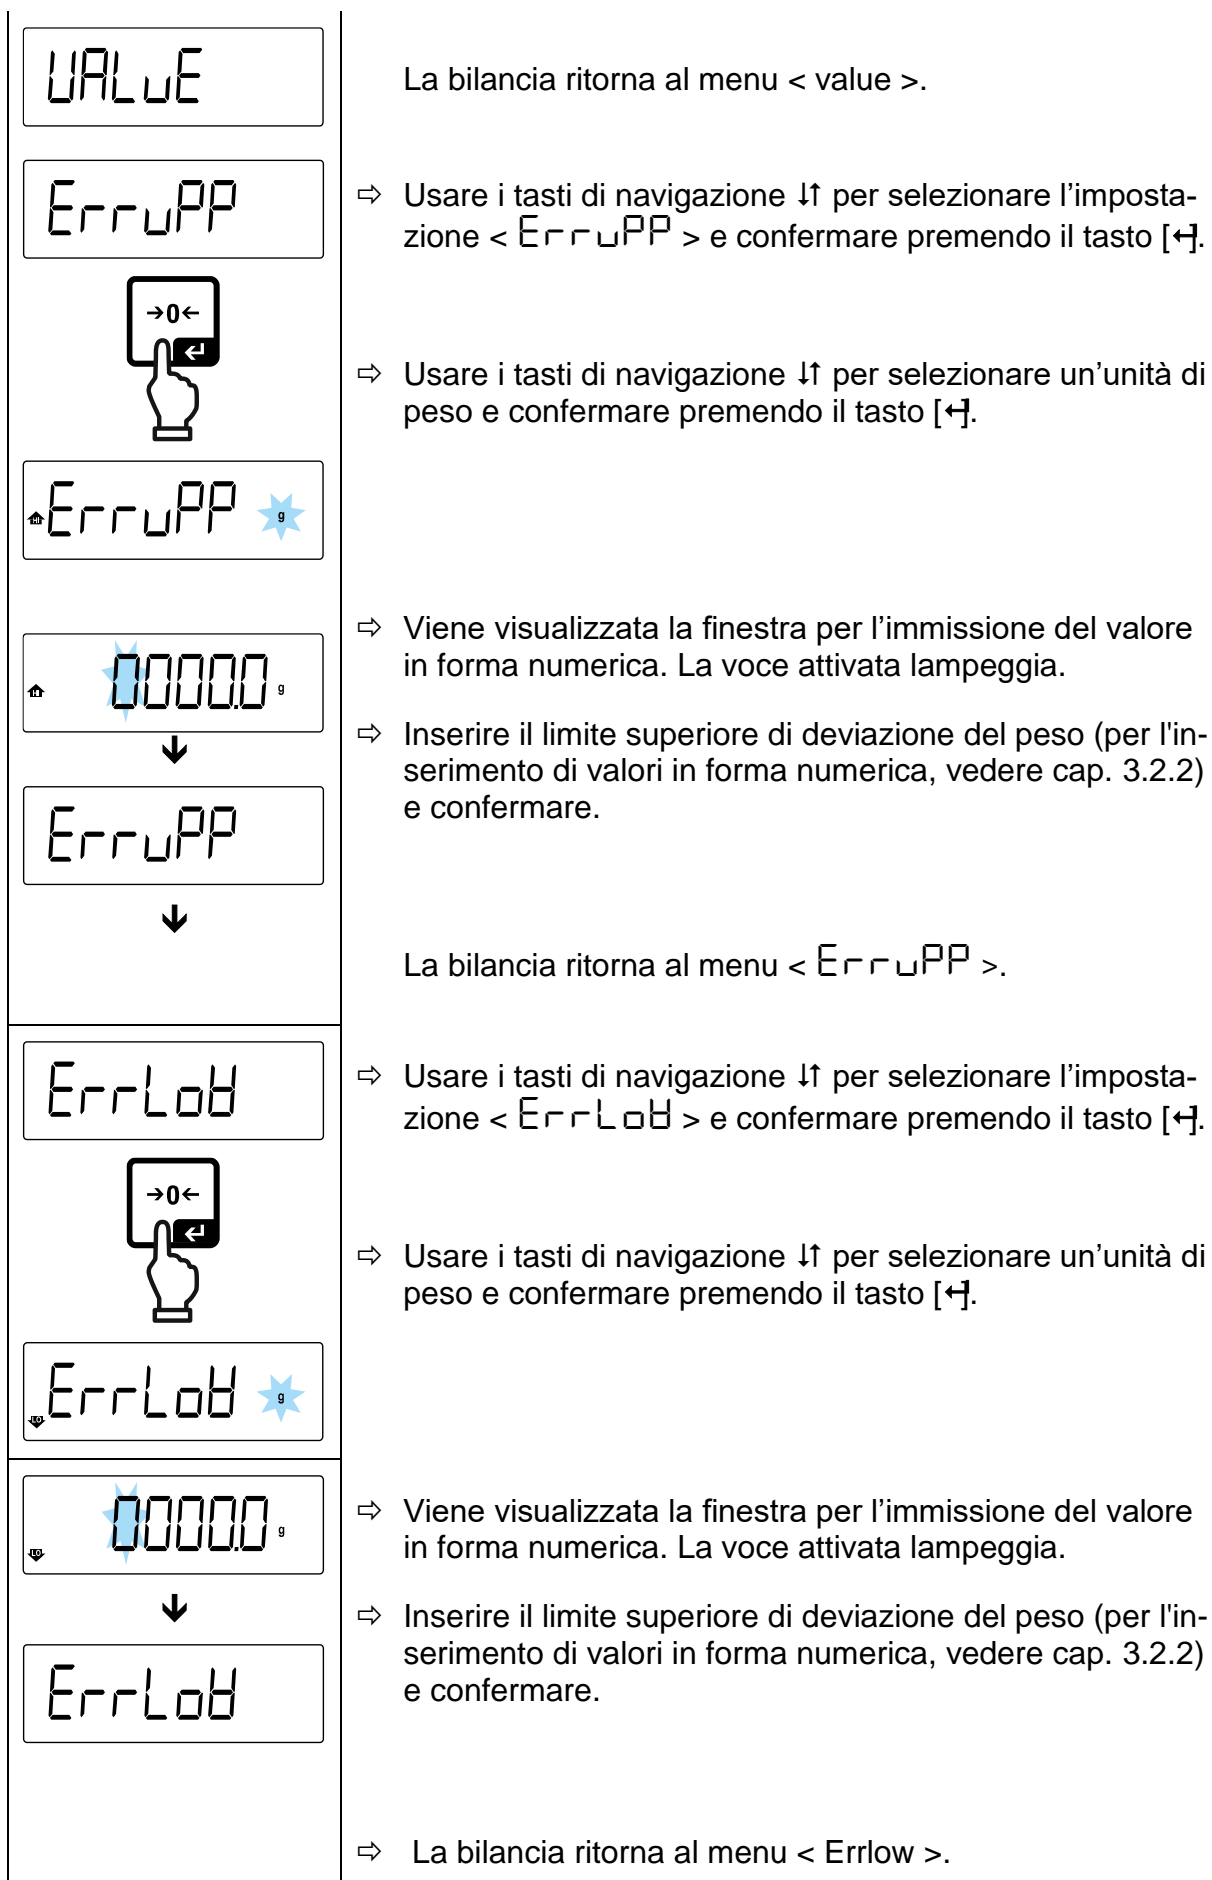 VALuE
La bilancia ritorna al menu < value >.
ErruPP
⇨ Usare i tasti di navigazione ↓↑ per selezionare l’imposta-
zione < ErruPP > e confermare premendo il tasto [↵].
→0←
⇨ Usare i tasti di navigazione ↓↑ per selezionare un’unità di
peso e confermare premendo il tasto [↵].
HI ErruPP g
⇨ Viene visualizzata la finestra per l’immissione del valore
in forma numerica. La voce attivata lampeggia.
HI 0000.0 g
⇨ Inserire il limite superiore di deviazione del peso (per l'in-
serimento di valori in forma numerica, vedere cap. 3.2.2)
e confermare.
ErruPP
La bilancia ritorna al menu < ErruPP >.
ErrLoW
⇨ Usare i tasti di navigazione ↓↑ per selezionare l’imposta-
zione < ErrLoW > e confermare premendo il tasto [↵].
→0←
⇨ Usare i tasti di navigazione ↓↑ per selezionare un’unità di
peso e confermare premendo il tasto [↵].
LO ErrLoW g
LO 0000.0 g
⇨ Viene visualizzata la finestra per l’immissione del valore
in forma numerica. La voce attivata lampeggia.
⇨ Inserire il limite superiore di deviazione del peso (per l'in-
serimento di valori in forma numerica, vedere cap. 3.2.2)
e confermare.
ErrLoW
⇨ La bilancia ritorna al menu < Errlow >.